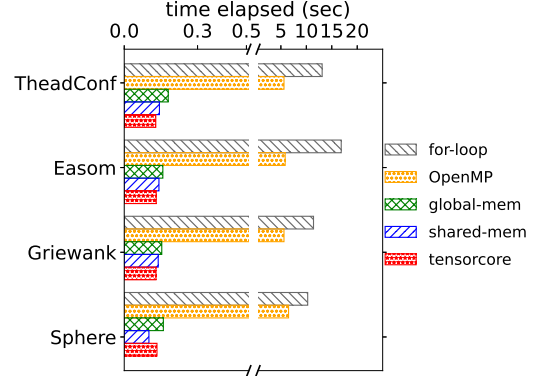 time elapsed (sec)
0.0 0.3 0.5 5 10 15 20
TheadConf
Easom
Griewank
Sphere
for-loop
OpenMP
global-mem
shared-mem
tensorcore